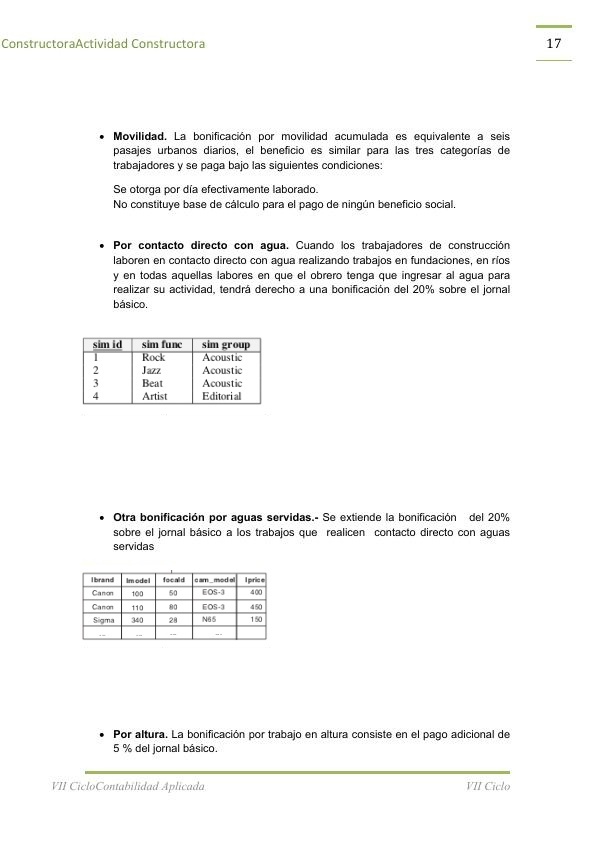 ConstructoraActividad Constructora
17
• Movilidad. La bonificación por movilidad acumulada es equivalente a seis
pasajes urbanos diarios, el beneficio es similar para las tres categorías de
trabajadores y se paga bajo las siguientes condiciones:
Se otorga por día efectivamente laborado.
No constituye base de cálculo para el pago de ningún beneficio social.
• Por contacto directo con agua. Cuando los trabajadores de construcción
laboren en contacto directo con agua realizando trabajos en fundaciones, en ríos
y en todas aquellas labores en que el obrero tenga que ingresar al agua para
realizar su actividad, tendrá derecho a una bonificación del 20% sobre el jornal
básico.
sim id sim func sim group
1 Rock Acoustic
2 Jazz Acoustic
3 Beat Acoustic
4 Artist Editorial
• Otra bonificación por aguas servidas.- Se extiende la bonificación del 20%
sobre el jornal básico a los trabajos que realicen contacto directo con aguas
servidas
lbrand lmodel focald cam_model lprice
Canon 100 50 EOS-3 400
Canon 110 80 EOS-3 450
Sigma 340 28 N65 150
... ... ... ...
• Por altura. La bonificación por trabajo en altura consiste en el pago adicional de
5 % del jornal básico.
VII CicloContabilidad Aplicada VII Ciclo